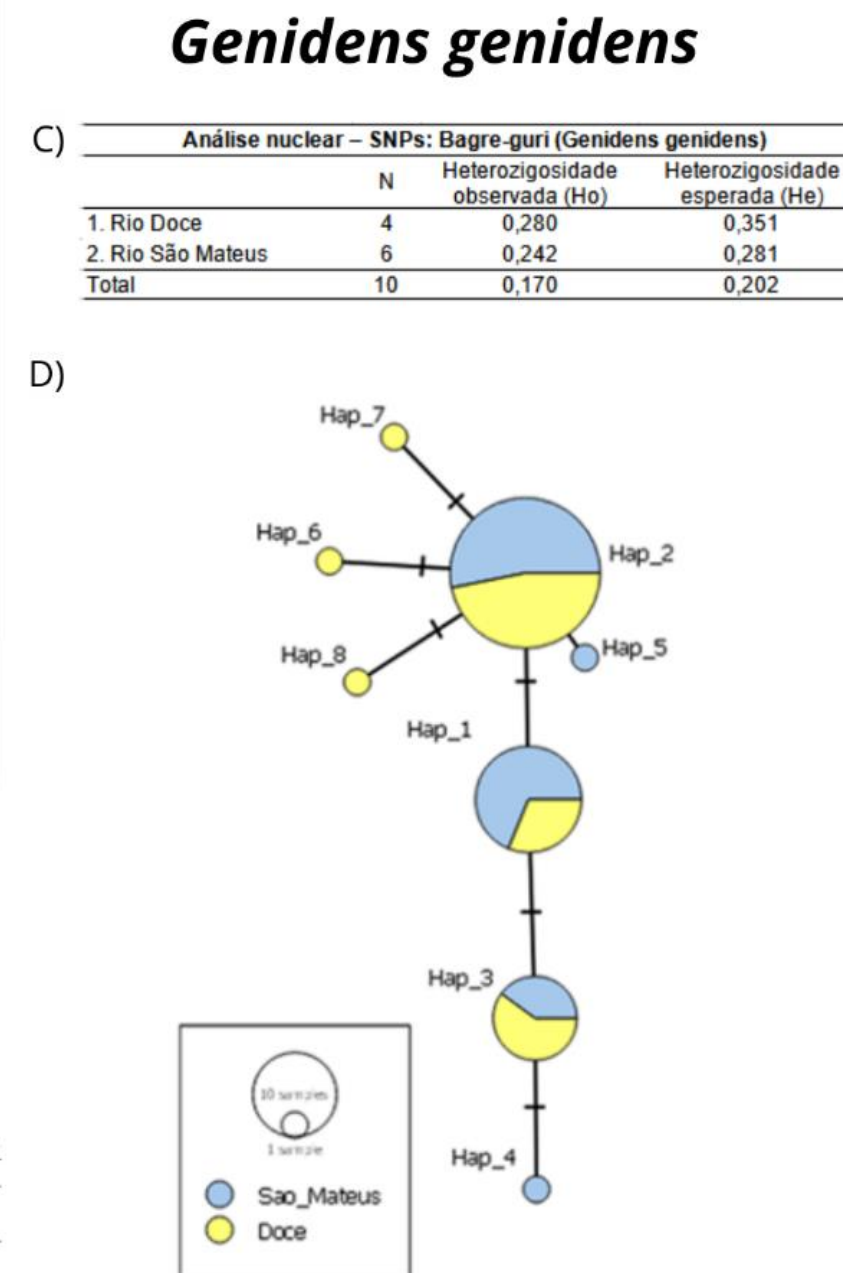 Genidens genidens
C)
Análise nuclear – SNPs: Bagre-guri (Genidens genidens)
N Heterozigosidade observada (Ho) Heterozigosidade esperada (He)
1. Rio Doce 4 0,280 0,351
2. Rio São Mateus 6 0,242 0,281
Total 10 0,170 0,202
D)
Hap_7
Hap_6
Hap_2
Hap_8
Hap_5
Hap_1
Hap_3
10 samples
1 sample
Hap_4
Sao_Mateus
Doce